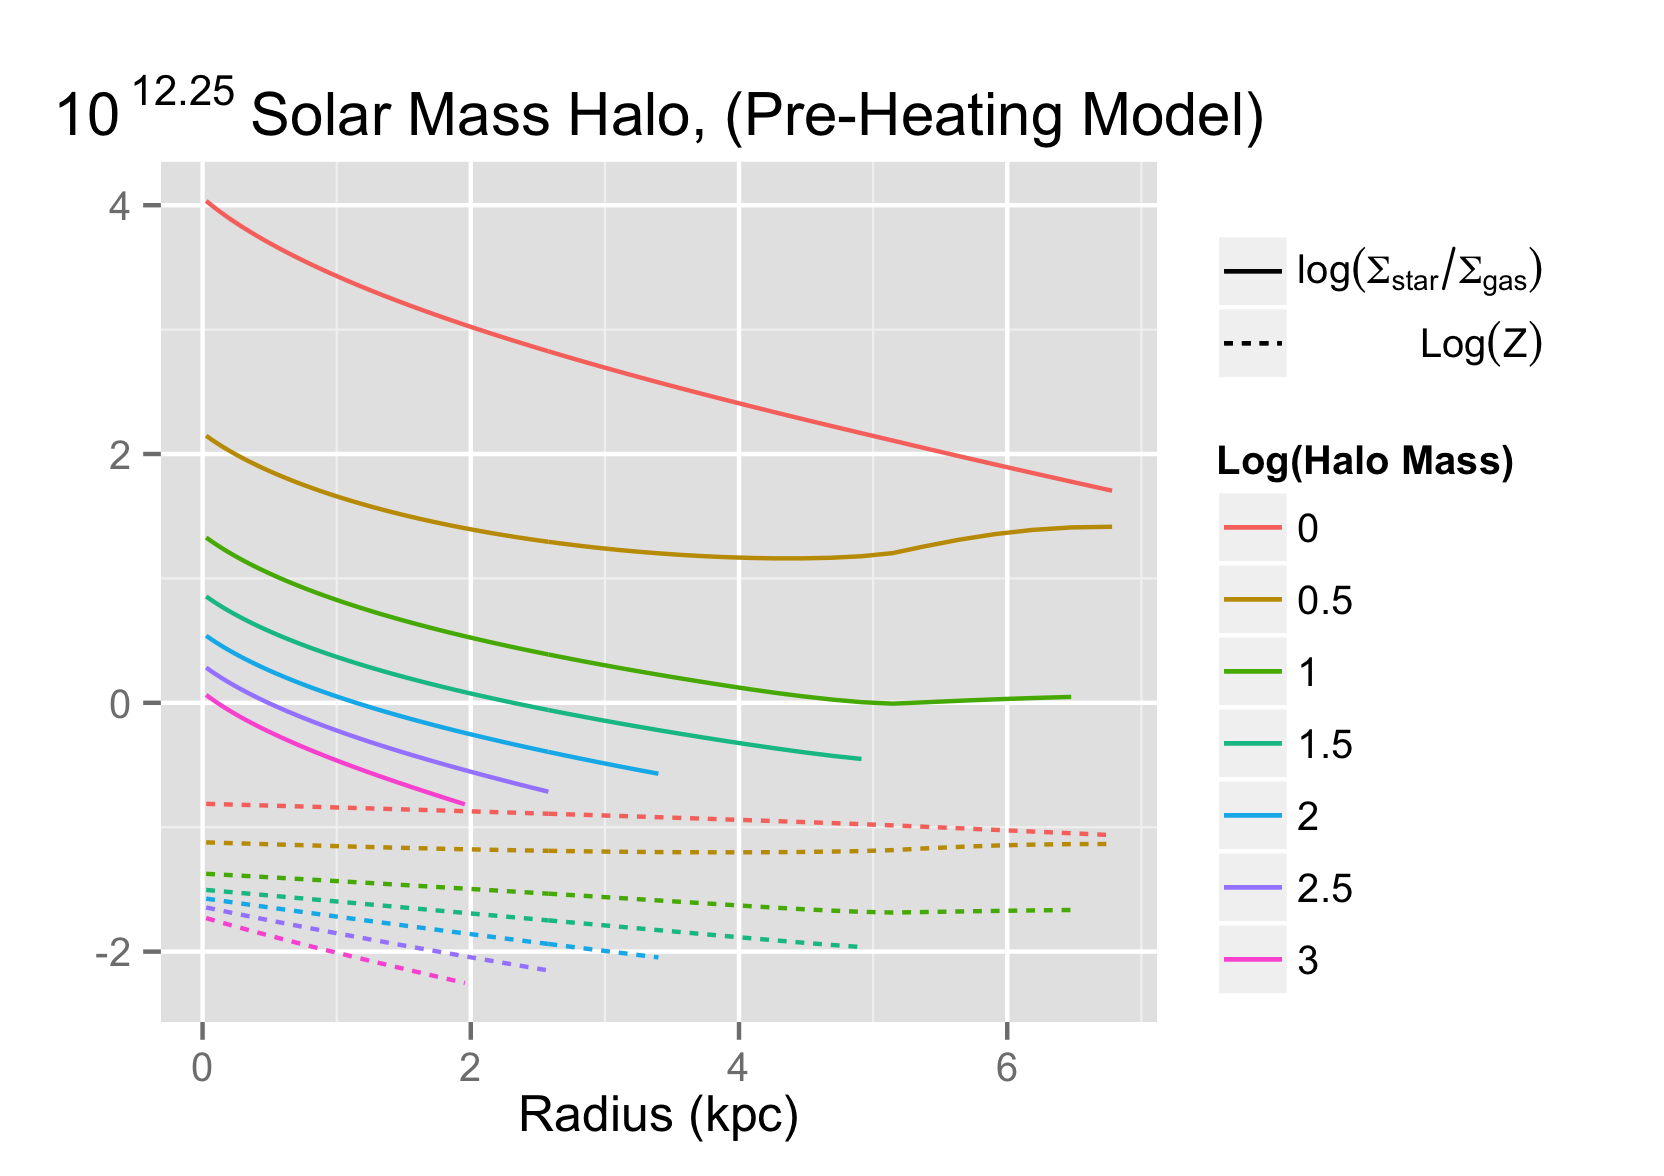 10^12.25 Solar Mass Halo, (Pre-Heating Model)
4
2
0
-2
0 2 4 6
Radius (kpc)
log(Σstar/Σgas)
Log(Z)
Log(Halo Mass)
0
0.5
1
1.5
2
2.5
3